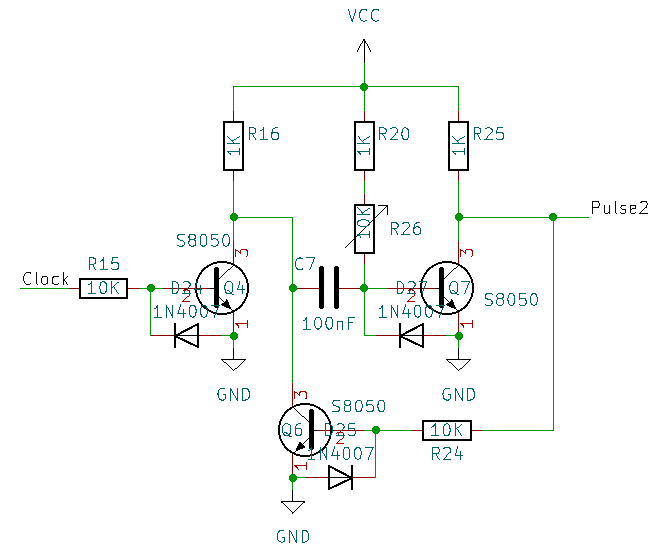 VCC
R16
1K
R20
1K
R25
1K
Pulse2
10K
R26
S8050
3
3
Clock
R15
10K
D24
2
Q4
C7
D27
2
Q7
S8050
1N4007
1
100nF
1N4007
1
GND
GND
3
S8050
Q6
D25
2
10K
1
1N4007
R24
GND